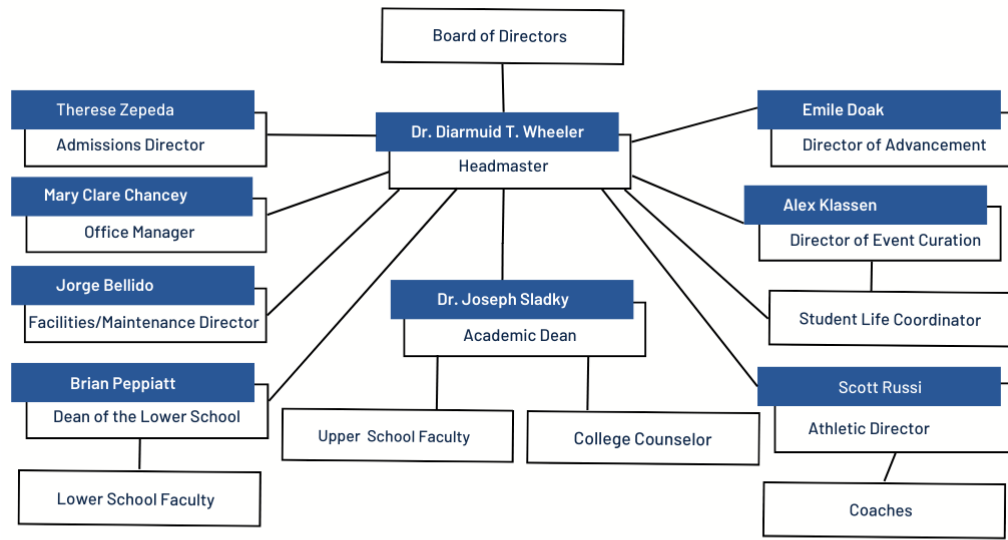 Board of Directors
Therese Zepeda
Admissions Director
Dr. Diarmuid T. Wheeler
Headmaster
Emile Doak
Director of Advancement
Mary Clare Chancey
Office Manager
Alex Klassen
Director of Event Curation
Jorge Bellido
Facilities/Maintenance Director
Dr. Joseph Sladky
Academic Dean
Student Life Coordinator
Brian Peppiatt
Dean of the Lower School
Scott Russi
Athletic Director
Upper School Faculty
College Counselor
Lower School Faculty
Coaches